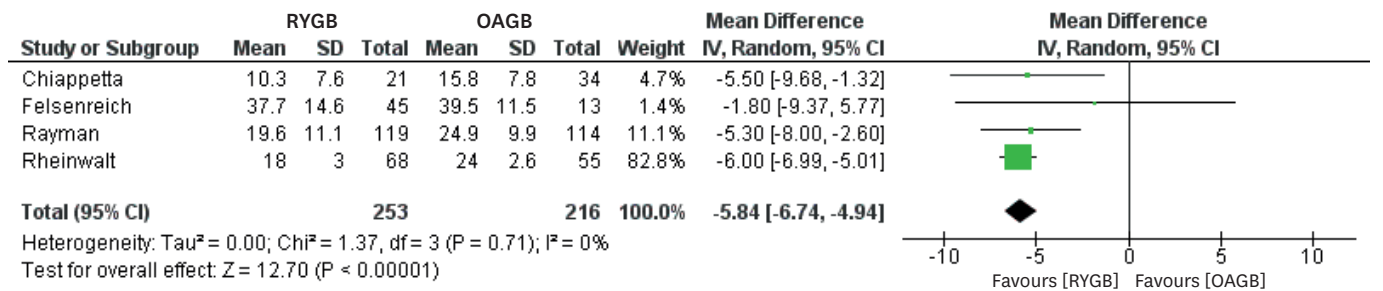 RYGB OAGB Mean Difference Mean Difference
Study or Subgroup Mean SD Total Mean SD Total Weight IV, Random, 95% CI IV, Random, 95% CI
Chiappetta 10.3 7.6 21 15.8 7.8 34 4.7% -5.50 [-9.68, -1.32]
Felsenreich 37.7 14.6 45 39.5 11.5 13 1.4% -1.80 [-9.37, 5.77]
Rayman 19.6 11.1 119 24.9 9.9 114 11.1% -5.30 [-8.00, -2.60]
Rheinwalt 18 3 68 24 2.6 55 82.8% -6.00 [-6.99, -5.01]
Total (95% CI) 253 216 100.0% -5.84 [-6.74, -4.94]
Heterogeneity: Tau² = 0.00; Chi² = 1.37, df = 3 (P = 0.71); I² = 0%
Test for overall effect: Z = 12.70 (P < 0.00001)
-10 -5 0 5 10
Favours [RYGB] Favours [OAGB]